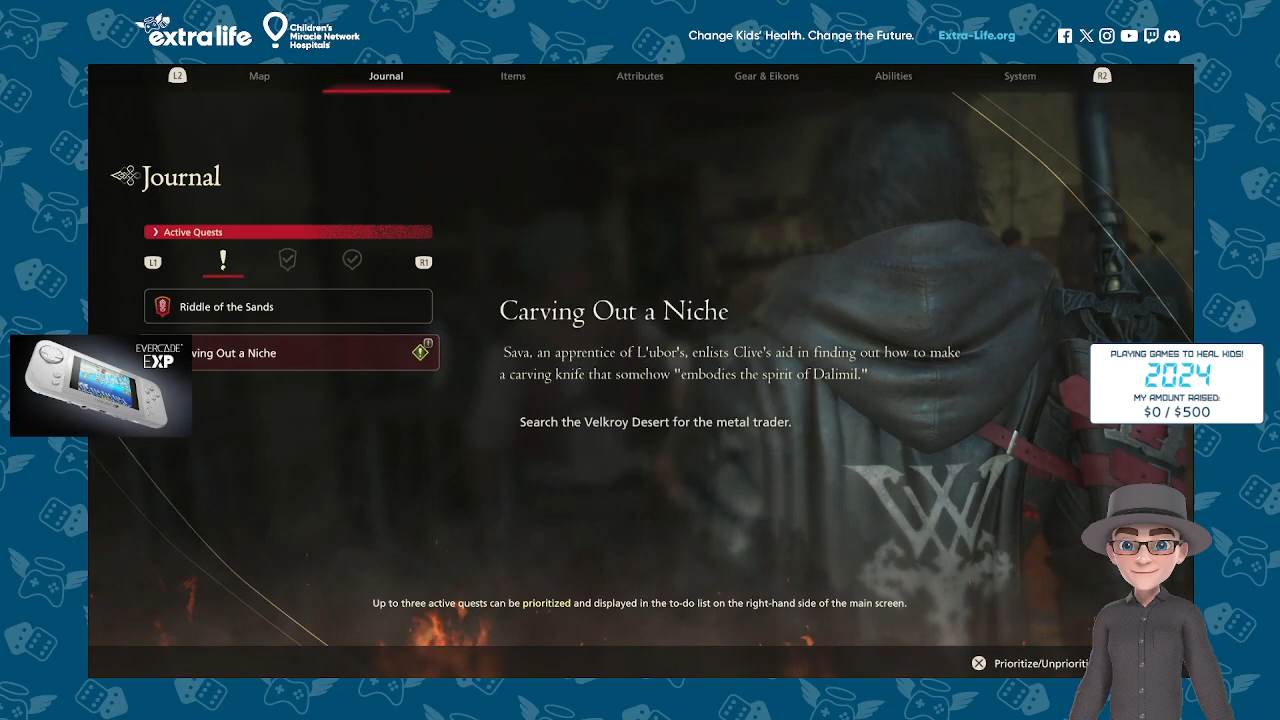 extra life
Children's
Miracle Network
Hospitals
Change Kids' Health. Change the Future.
Extra-Life.org
L2
Map
Journal
Items
Attributes
Gear & Eikons
Abilities
System
R2
Journal
Active Quests
L1
R1
Riddle of the Sands
ving Out a Niche
EVERCADE
EXP
Carving Out a Niche
Sava, an apprentice of L'ubor's, enlists Clive's aid in finding out how to make
a carving knife that somehow "embodies the spirit of Dalimil."
Search the Velkroy Desert for the metal trader.
PLAYING GAMES TO HEAL KIDS!
2024
MY AMOUNT RAISED:
$0 / $500
Up to three active quests can be prioritized and displayed in the to-do list on the right-hand side of the main screen.
Prioritize/Unpriorit